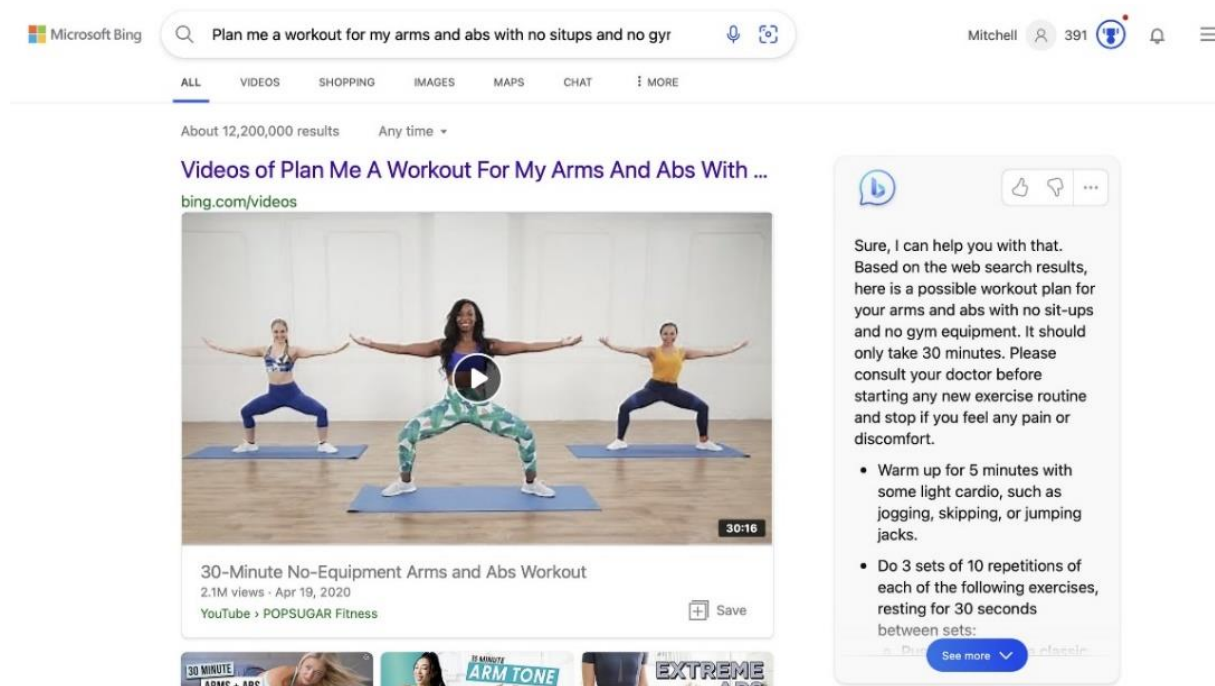 Microsoft Bing
Plan me a workout for my arms and abs with no situps and no gyr
Mitchell
391
ALL VIDEOS SHOPPING IMAGES MAPS CHAT MORE
About 12,200,000 results Any time
Videos of Plan Me A Workout For My Arms And Abs With ...
bing.com/videos
30:16
30-Minute No-Equipment Arms and Abs Workout
2.1M views · Apr 19, 2020
YouTube › POPSUGAR Fitness
Save
30 MINUTE
ARMS + ABS
15 MINUTE
ARM TONE
EXTREME
ABS
Sure, I can help you with that.
Based on the web search results,
here is a possible workout plan for
your arms and abs with no sit-ups
and no gym equipment. It should
only take 30 minutes. Please
consult your doctor before
starting any new exercise routine
and stop if you feel any pain or
discomfort.
• Warm up for 5 minutes with
some light cardio, such as
jogging, skipping, or jumping
jacks.
• Do 3 sets of 10 repetitions of
each of the following exercises,
resting for 30 seconds
between sets:
classic
See more